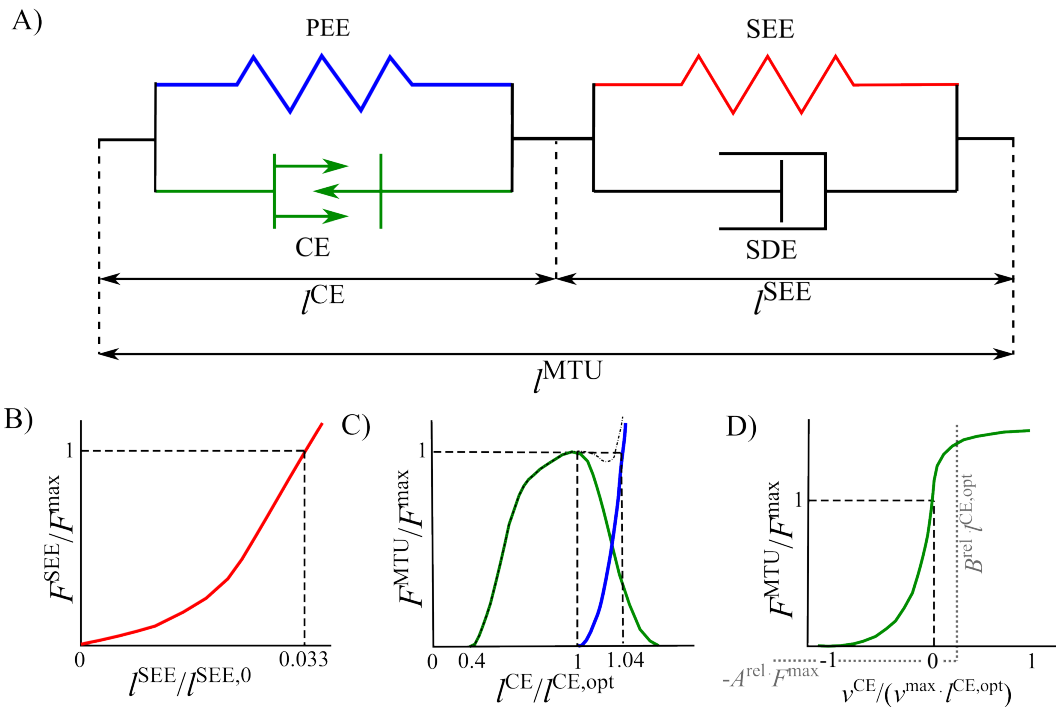 A)
PEE
SEE
CE
SDE
l^CE
l^SEE
l^MTU
B)
1
F^SEE/F^max
0
0.033
l^SEE/l^SEE,0
C)
1
F^MTU/F^max
0
0.4
1
1.04
l^CE/l^CE,opt
D)
1
F^MTU/F^max
B^rel.l^CE,opt
-A^rel.F^max
-1
0
1
v^CE/(v^max.l^CE,opt)